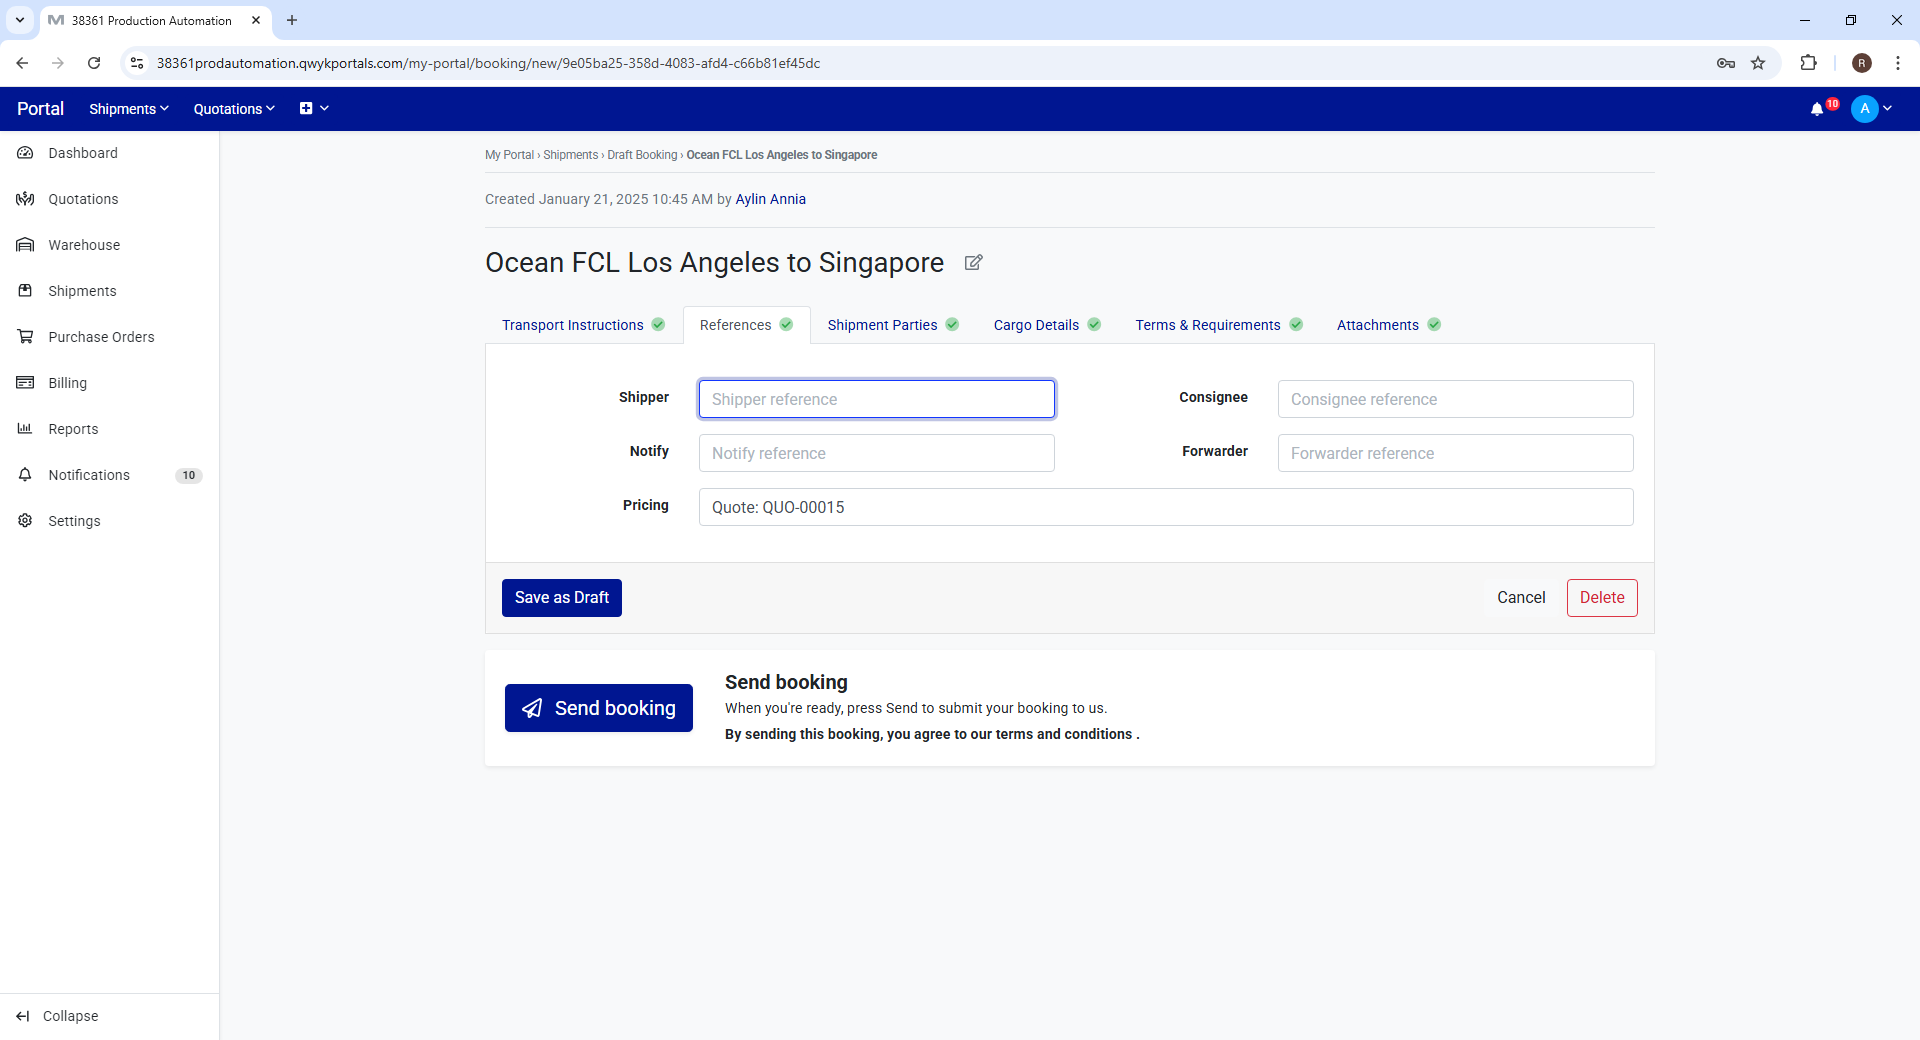 38361 Production Automation
38361prodautomation.qwykportals.com/my-portal/booking/new/9e05ba25-358d-4083-afd4-c66b81ef45dc
R
Portal
Shipments
Quotations
10
A
Dashboard
Quotations
Warehouse
Shipments
Purchase Orders
Billing
Reports
Notifications 10
Settings
Collapse
My Portal › Shipments › Draft Booking › Ocean FCL Los Angeles to Singapore
Created January 21, 2025 10:45 AM by Aylin Annia
Ocean FCL Los Angeles to Singapore
Transport Instructions References Shipment Parties Cargo Details Terms & Requirements Attachments
Shipper Shipper reference Consignee Consignee reference
Notify Notify reference Forwarder Forwarder reference
Pricing Quote: QUO-00015
Save as Draft Cancel Delete
Send booking
Send booking
When you're ready, press Send to submit your booking to us.
By sending this booking, you agree to our terms and conditions .